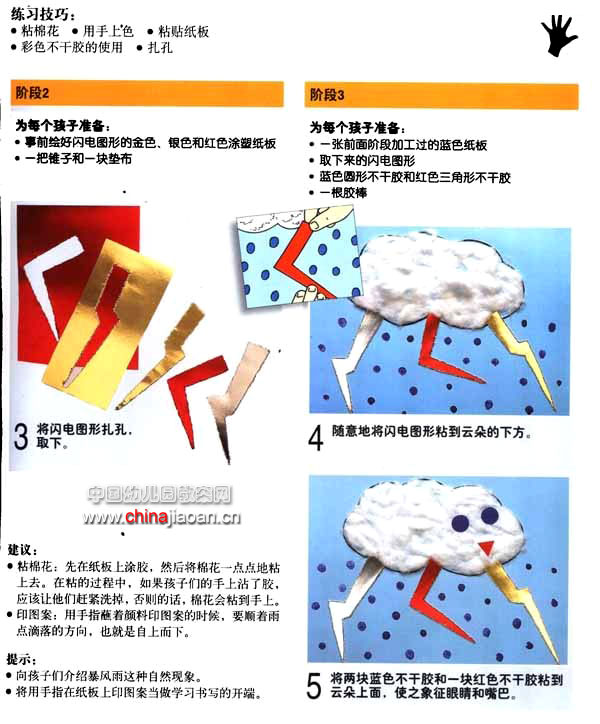 练习技巧：
● 粘棉花 ● 用手上色 ● 粘贴纸板
● 彩色不干胶的使用 ● 扎孔
阶段2
为每个孩子准备：
● 事前绘好闪电图形的金色、银色和红色涂塑纸板
● 一把锥子和一块垫布
3 将闪电图形扎孔，
取下。
阶段3
为每个孩子准备：
● 一张前面阶段加工过的蓝色纸板
● 取下来的闪电图形
● 蓝色圆形不干胶和红色三角形不干胶
● 一根胶棒
4 随意地将闪电图形粘到云朵的下方。
5 将两块蓝色不干胶和一块红色不干胶粘到
云朵上面，使之象征眼睛和嘴巴。
中国幼儿园教资网
www.chinajiaoan.cn
建议：
● 粘棉花：先在纸板上涂胶，然后将棉花一点点地粘
上去。在粘的过程中，如果孩子们的手上沾了胶，
应该让他们赶紧洗掉，否则的话，棉花会粘到手上。
● 印图案：用手指蘸着颜料印图案的时候，要顺着雨
点滴落的方向，也就是自上而下。
提示：
● 向孩子们介绍暴风雨这种自然现象。
● 将用手指在纸板上印图案当做学习书写的开端。